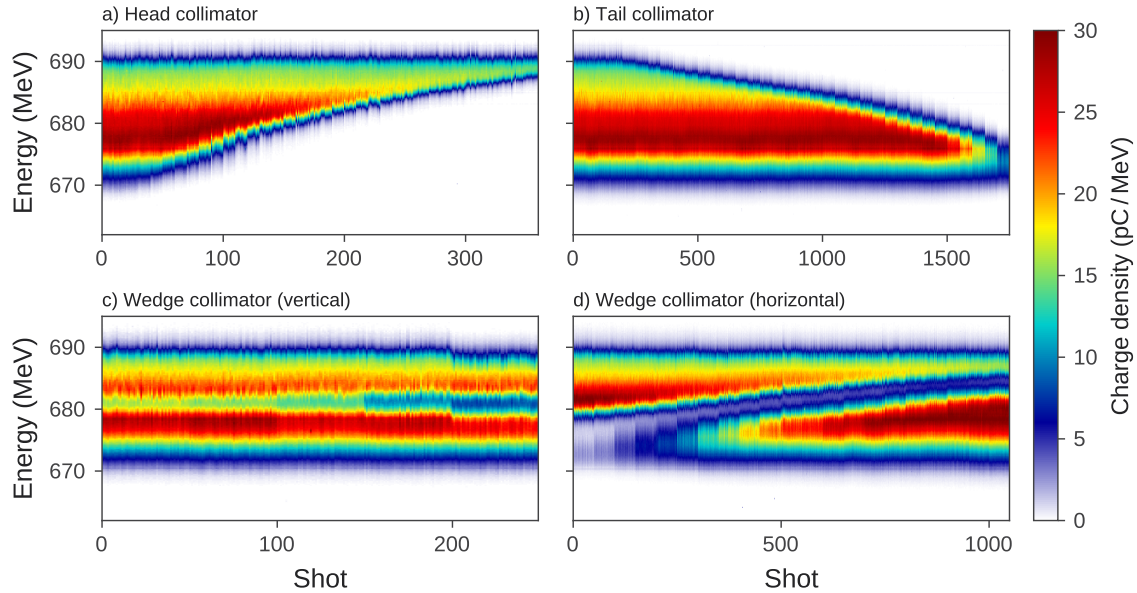 a) Head collimator
b) Tail collimator
Energy (MeV)
690
680
670
0 100 200 300
0 500 1000 1500
c) Wedge collimator (vertical)
d) Wedge collimator (horizontal)
Energy (MeV)
690
680
670
0 100 200
0 500 1000
Shot
Shot
30
25
20
15
10
5
0
Charge density (pC / MeV)